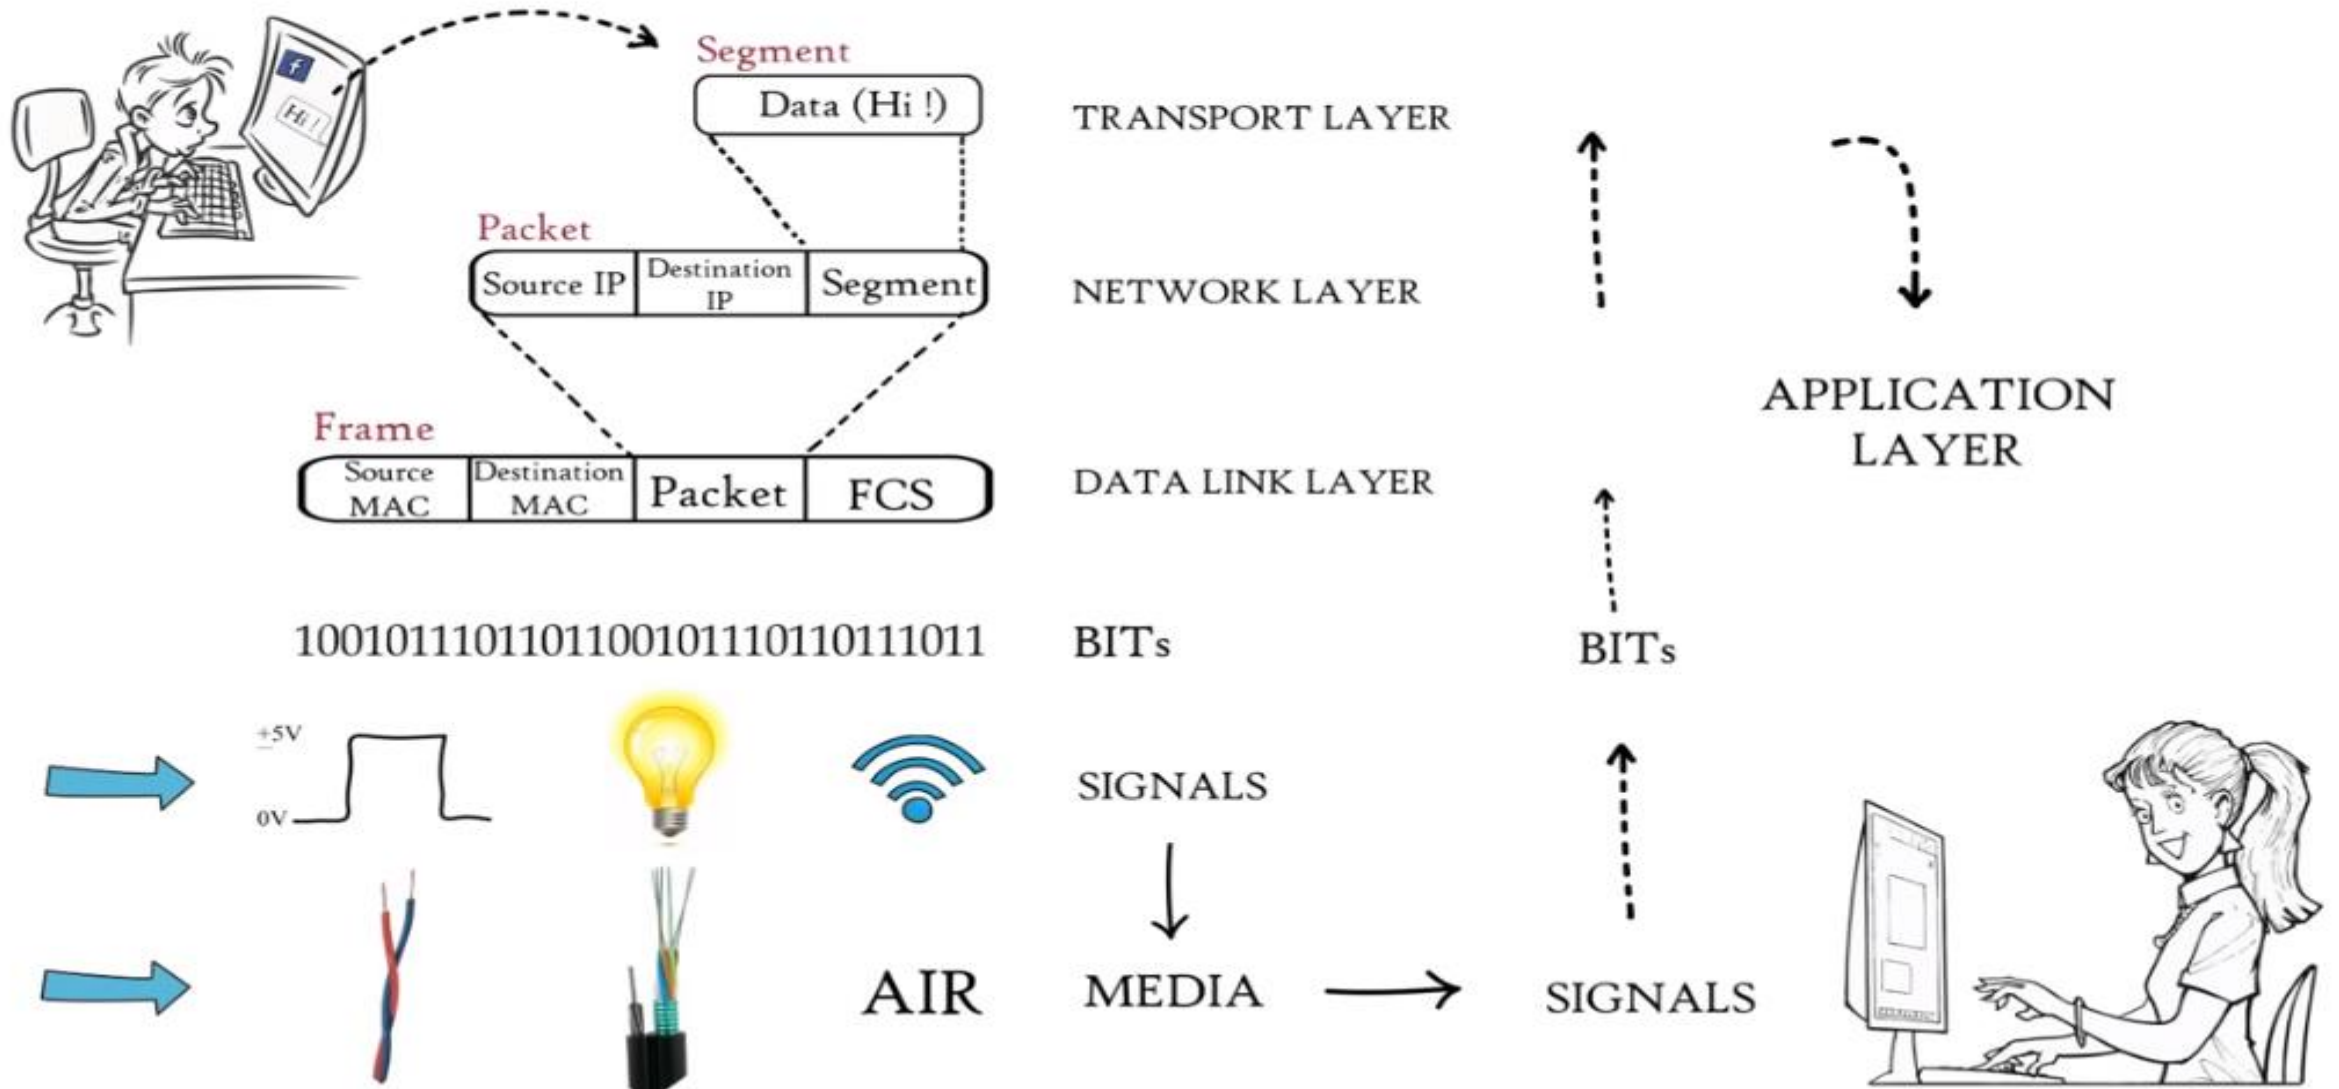 f
Hi !
Segment
Data (Hi !)
TRANSPORT LAYER
Packet
Source IP
Destination
IP
Segment
NETWORK LAYER
APPLICATION
LAYER
Frame
Source
MAC
Destination
MAC
Packet
FCS
DATA LINK LAYER
1001011101101100101110110111011
BITs
BITs
+5V
0V
SIGNALS
AIR
MEDIA
SIGNALS